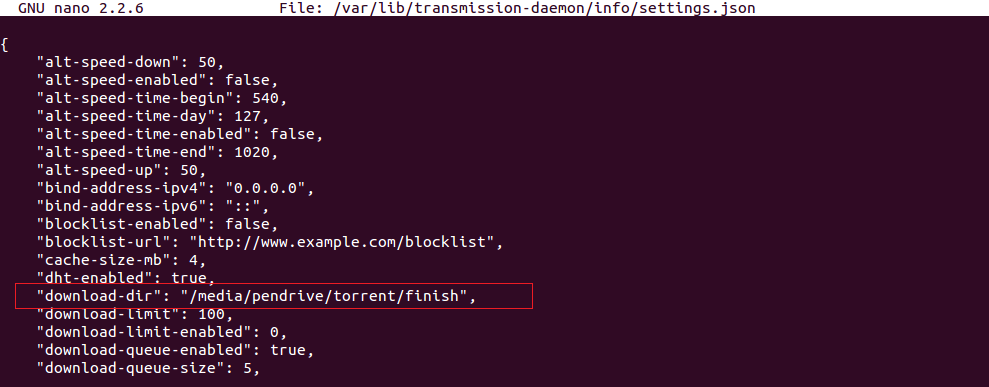 GNU nano 2.2.6 File: /var/lib/transmission-daemon/info/settings.json
{
"alt-speed-down": 50,
"alt-speed-enabled": false,
"alt-speed-time-begin": 540,
"alt-speed-time-day": 127,
"alt-speed-time-enabled": false,
"alt-speed-time-end": 1020,
"alt-speed-up": 50,
"bind-address-ipv4": "0.0.0.0",
"bind-address-ipv6": "::",
"blocklist-enabled": false,
"blocklist-url": "http://www.example.com/blocklist",
"cache-size-mb": 4,
"dht-enabled": true,
"download-dir": "/media/pendrive/torrent/finish",
"download-limit": 100,
"download-limit-enabled": 0,
"download-queue-enabled": true,
"download-queue-size": 5,